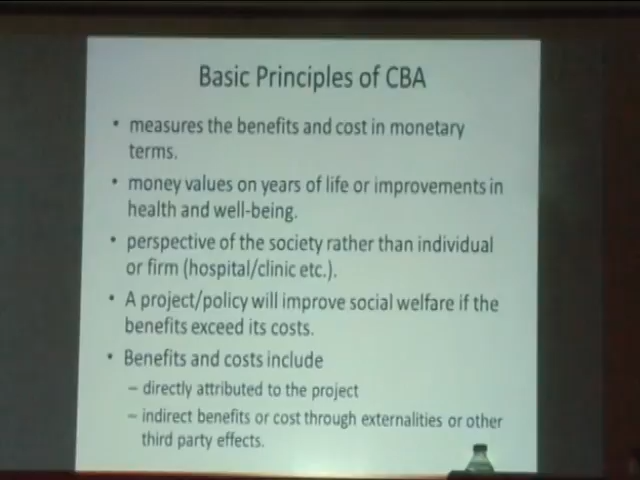 Basic Principles of CBA
• measures the benefits and cost in monetary
terms.
• money values on years of life or improvements in
health and well-being.
• perspective of the society rather than individual
or firm (hospital/clinic etc.).
• A project/policy will improve social welfare if the
benefits exceed its costs.
• Benefits and costs include
– directly attributed to the project
– indirect benefits or cost through externalities or other
third party effects.